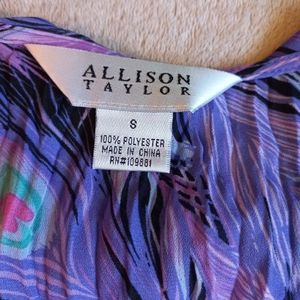 ALLISON
TAYLOR
S
100% POLYESTER
MADE IN CHINA
RN#109881